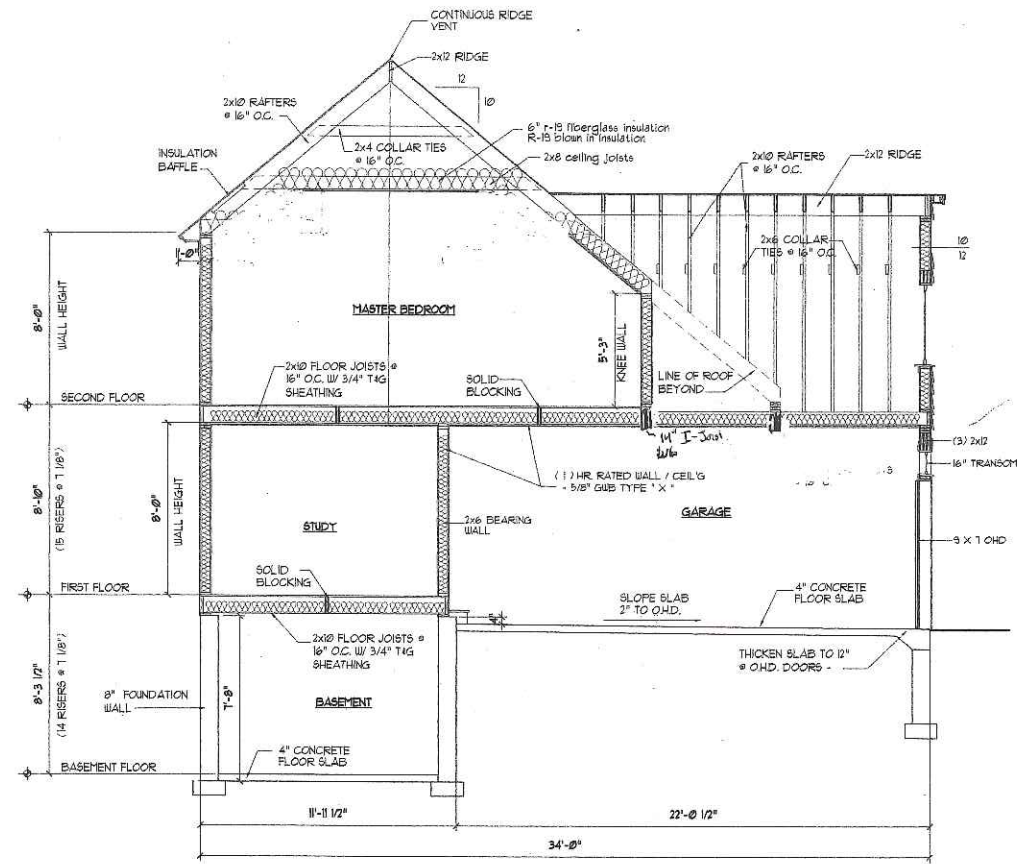 CONTINUOUS RIDGE
VENT
2x12 RIDGE
12
10
2x10 RAFTERS
@ 16" O.C.
2x4 COLLAR TIES
@ 16" O.C.
6" r-19 fiberglass insulation
R-19 blown in insulation
2x8 ceiling joists
INSULATION
BAFFLE
2x10 RAFTERS
@ 16" O.C.
2x12 RIDGE
2x6 COLLAR
TIES @ 16" O.C.
10
12
1'-0"
8'-0"
WALL HEIGHT
MASTER BEDROOM
5'-3"
KNEE WALL
2x10 FLOOR JOISTS @
16" O.C. W/ 3/4" T&G
SHEATHING
SOLID
BLOCKING
LINE OF ROOF
BEYOND
SECOND FLOOR
14" I-Joist
(3) 2x12
16" TRANSOM
8'-10"
(15 RISERS @ 7 1/8")
8'-0"
WALL HEIGHT
(1) HR. RATED WALL / CEIL'G
- 5/8" GWB TYPE "X"
STUDY
2x6 BEARING
WALL
GARAGE
9 X 7 OHD
SOLID
BLOCKING
FIRST FLOOR
SLOPE SLAB
2" TO O.H.D.
4" CONCRETE
FLOOR SLAB
4"
2x10 FLOOR JOISTS @
16" O.C. W/ 3/4" T&G
SHEATHING
THICKEN SLAB TO 12"
@ O.H.D. DOORS -
8'-3 1/2"
(14 RISERS @ 7 1/8")
8" FOUNDATION
WALL
7'-8"
BASEMENT
4" CONCRETE
FLOOR SLAB
BASEMENT FLOOR
11'-11 1/2"
22'-0 1/2"
34'-0"